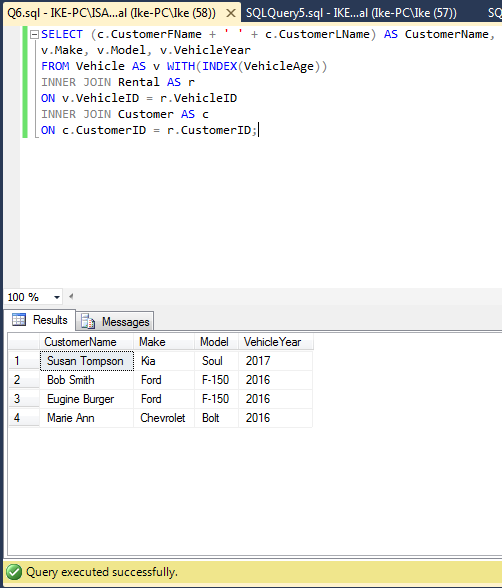 Q6.sql - IKE-PC\ISA...al (Ike-PC\Ike (58)) SQLQuery5.sql - IKE...al (Ike-PC\Ike (57)) SQ
SELECT (c.CustomerFName + ' ' + c.CustomerLName) AS CustomerName,
v.Make, v.Model, v.VehicleYear
FROM Vehicle AS v WITH(INDEX(VehicleAge))
INNER JOIN Rental AS r
ON v.VehicleID = r.VehicleID
INNER JOIN Customer AS c
ON c.CustomerID = r.CustomerID;
100 %
Results Messages
CustomerName Make Model VehicleYear
1 Susan Tompson Kia Soul 2017
2 Bob Smith Ford F-150 2016
3 Eugine Burger Ford F-150 2016
4 Marie Ann Chevrolet Bolt 2016
Query executed successfully.